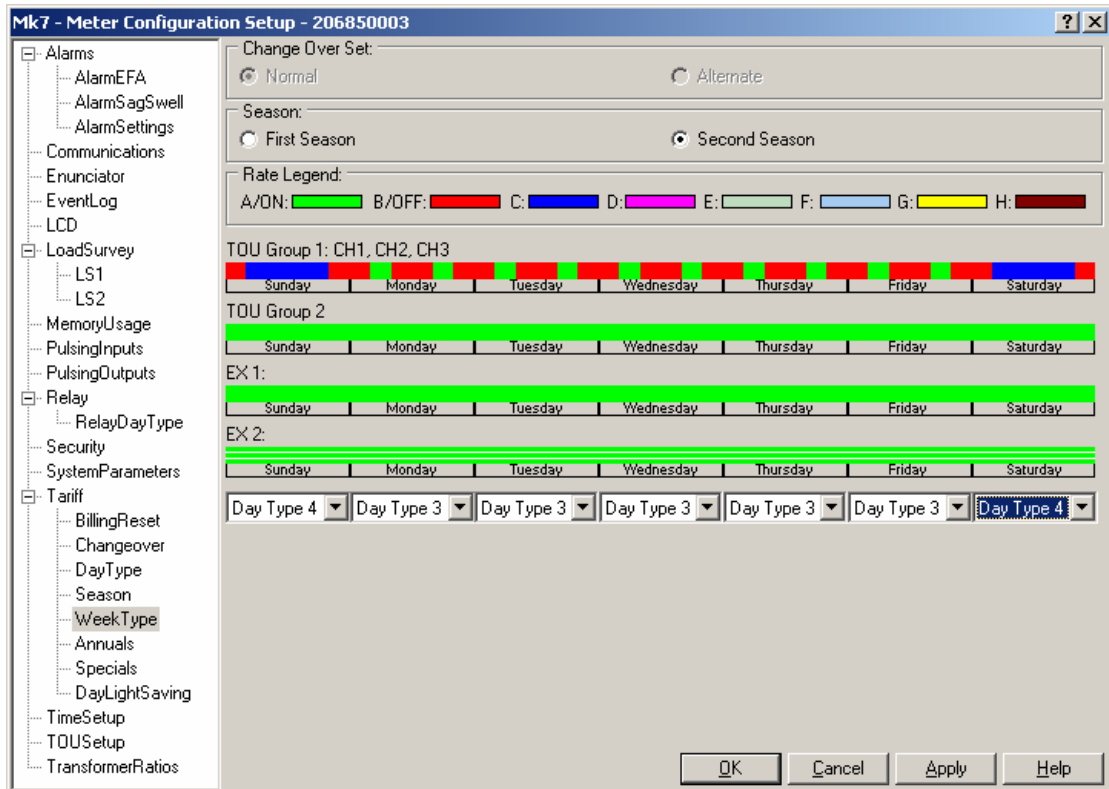 Mk7 - Meter Configuration Setup - 206850003
Alarms
AlarmEFA
AlarmSagSwell
AlarmSettings
Communications
Enunciator
EventLog
LCD
LoadSurvey
LS1
LS2
MemoryUsage
PulsingInputs
PulsingOutputs
Relay
RelayDayType
Security
SystemParameters
Tariff
BillingReset
Changeover
DayType
Season
WeekType
Annuals
Specials
DayLightSaving
TimeSetup
TOUSetup
TransformerRatios
Change Over Set:
Normal Alternate
Season:
First Season Second Season
Rate Legend:
A/ON: B/OFF: C: D: E: F: G: H:
TOU Group 1: CH1, CH2, CH3
Sunday Monday Tuesday Wednesday Thursday Friday Saturday
TOU Group 2
Sunday Monday Tuesday Wednesday Thursday Friday Saturday
EX 1:
Sunday Monday Tuesday Wednesday Thursday Friday Saturday
EX 2:
Sunday Monday Tuesday Wednesday Thursday Friday Saturday
Day Type 4 Day Type 3 Day Type 3 Day Type 3 Day Type 3 Day Type 3 Day Type 4
OK Cancel Apply Help